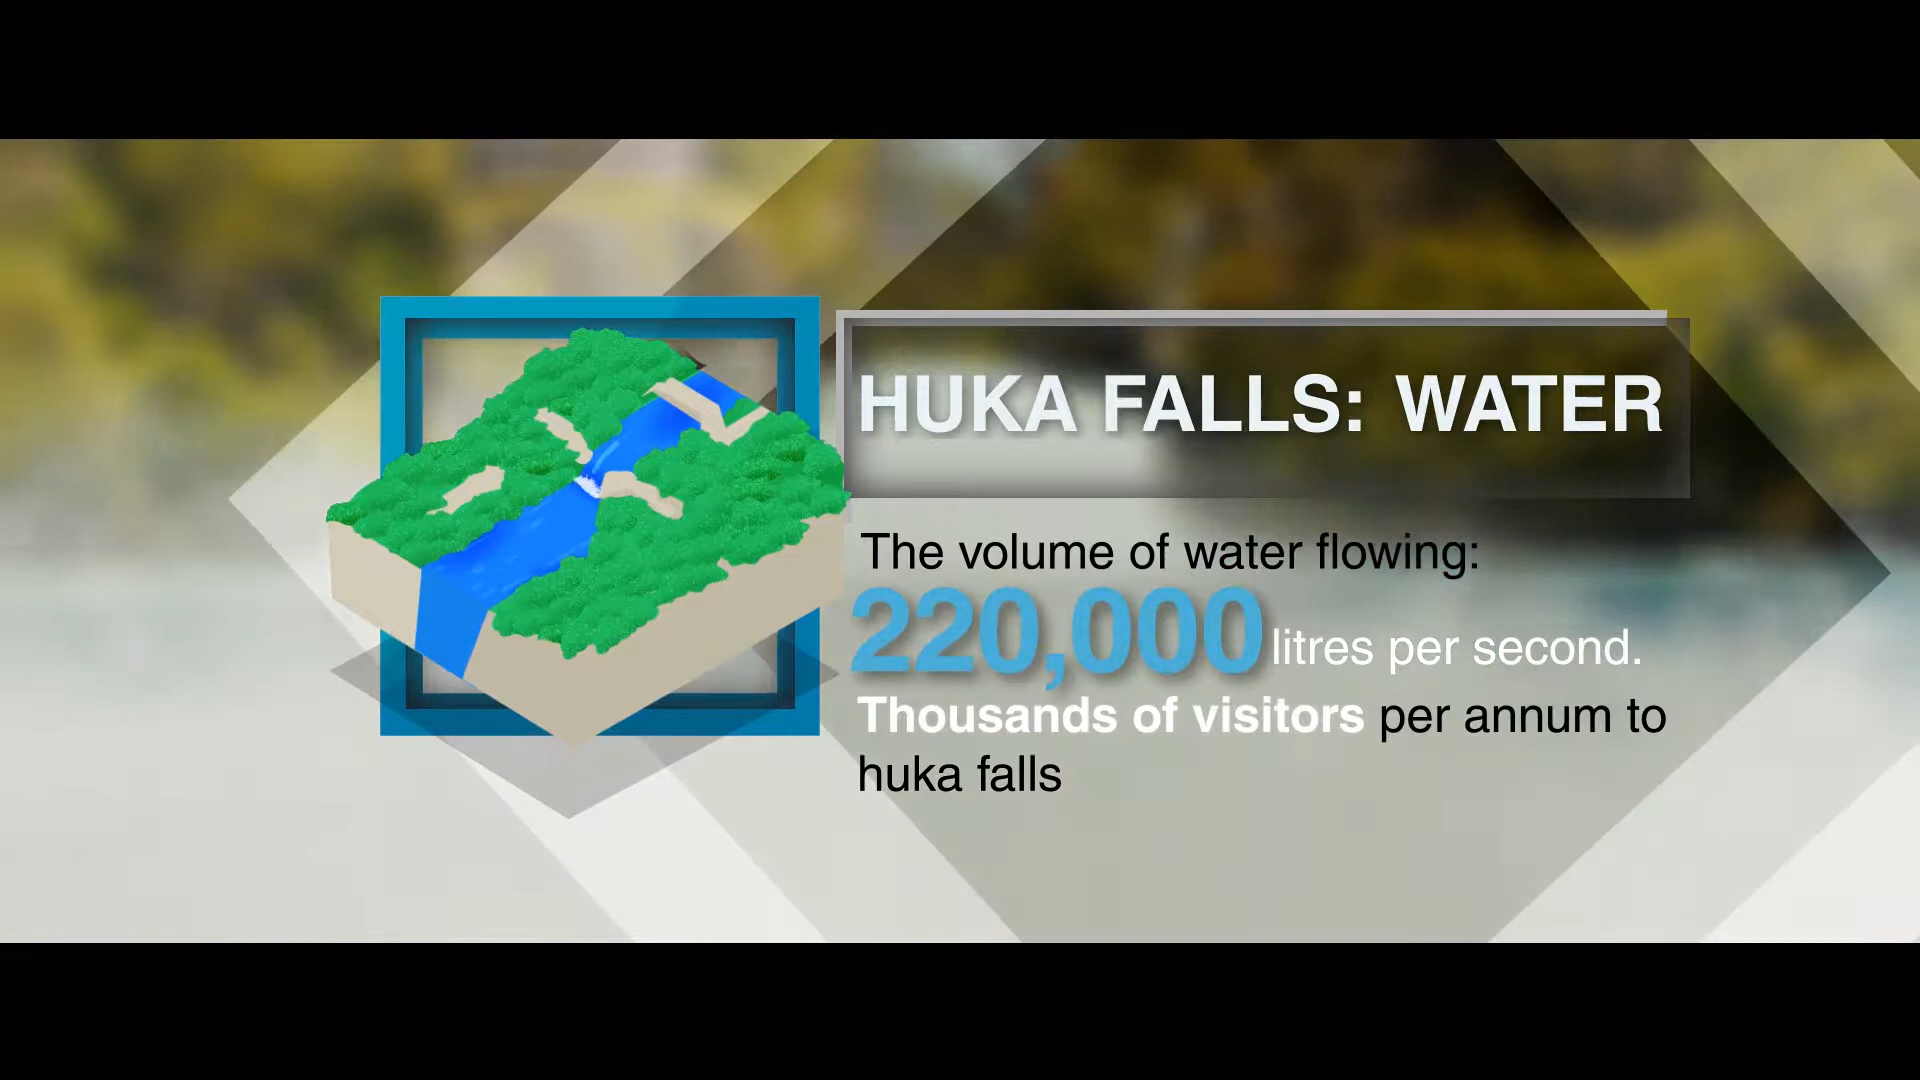 HUKA FALLS: WATER
The volume of water flowing:
220,000 litres per second.
Thousands of visitors per annum to
huka falls